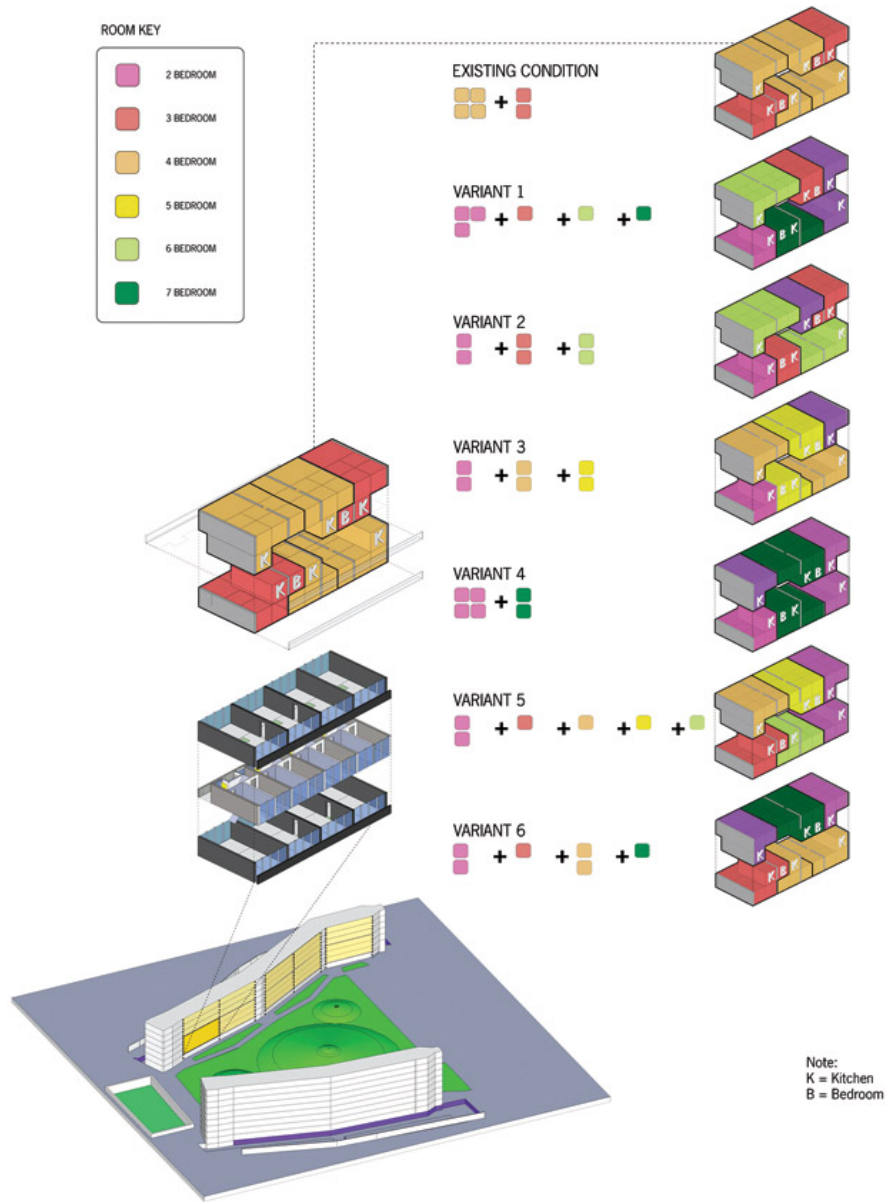 ROOM KEY
2 BEDROOM
3 BEDROOM
4 BEDROOM
5 BEDROOM
6 BEDROOM
7 BEDROOM
EXISTING CONDITION
+
K B K
K
K B K
K
VARIANT 1
+ + +
K B K
K
K B K
K
VARIANT 2
+ +
K B K
K
K B K
K
VARIANT 3
+ +
K B K
K
K B K
K
K B K
K
K B K
K
VARIANT 4
+
K B K
K
K B K
K
VARIANT 5
+ + + +
K B K
K
K B K
K
VARIANT 6
+ + +
K B K
K
K B K
K
Note:
K = Kitchen
B = Bedroom